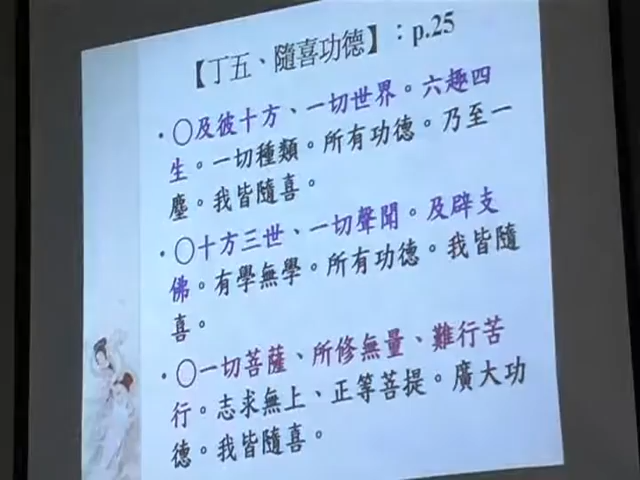 【丁五、隨喜功德】：p.25
·○及彼十方、一切世界。六趣四
生。一切種類。所有功德。乃至一
塵。我皆隨喜。
·○十方三世、一切聲聞。及辟支
佛。有學無學。所有功德。我皆隨
喜。
·○一切菩薩、所修無量、難行苦
行。志求無上、正等菩提。廣大功
德。我皆隨喜。